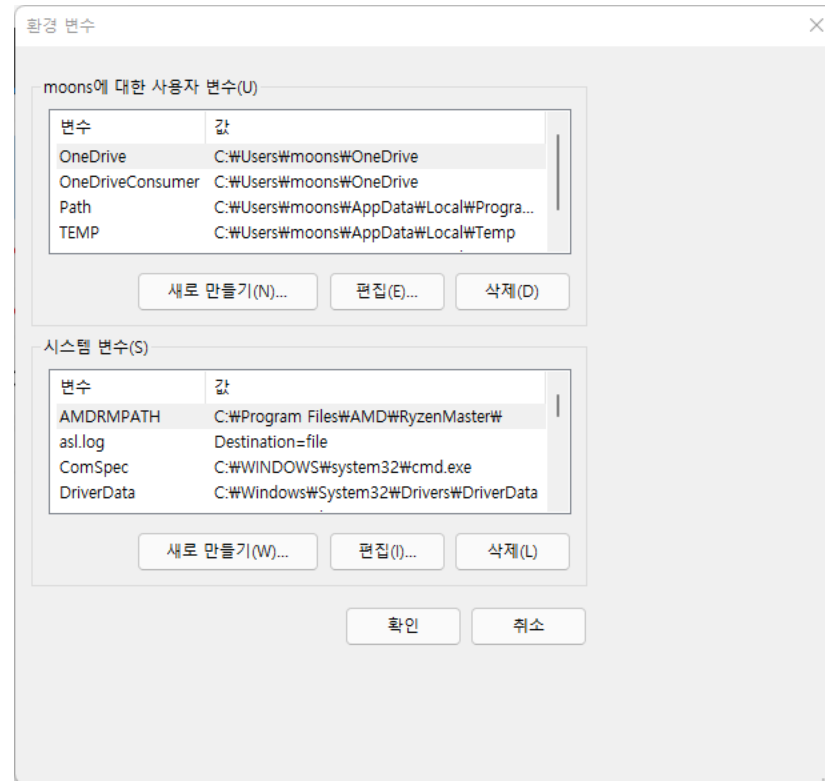 환경 변수
moons에 대한 사용자 변수(U)
변수 값
OneDrive C:₩Users₩moons₩OneDrive
OneDriveConsumer C:₩Users₩moons₩OneDrive
Path C:₩Users₩moons₩AppData₩Local₩Progra...
TEMP C:₩Users₩moons₩AppData₩Local₩Temp
새로 만들기(N)... 편집(E)... 삭제(D)
시스템 변수(S)
변수 값
AMDRMPATH C:₩Program Files₩AMD₩RyzenMaster₩
asl.log Destination=file
ComSpec C:₩WINDOWS₩system32₩cmd.exe
DriverData C:₩Windows₩System32₩Drivers₩DriverData
새로 만들기(W)... 편집(I)... 삭제(L)
확인 취소